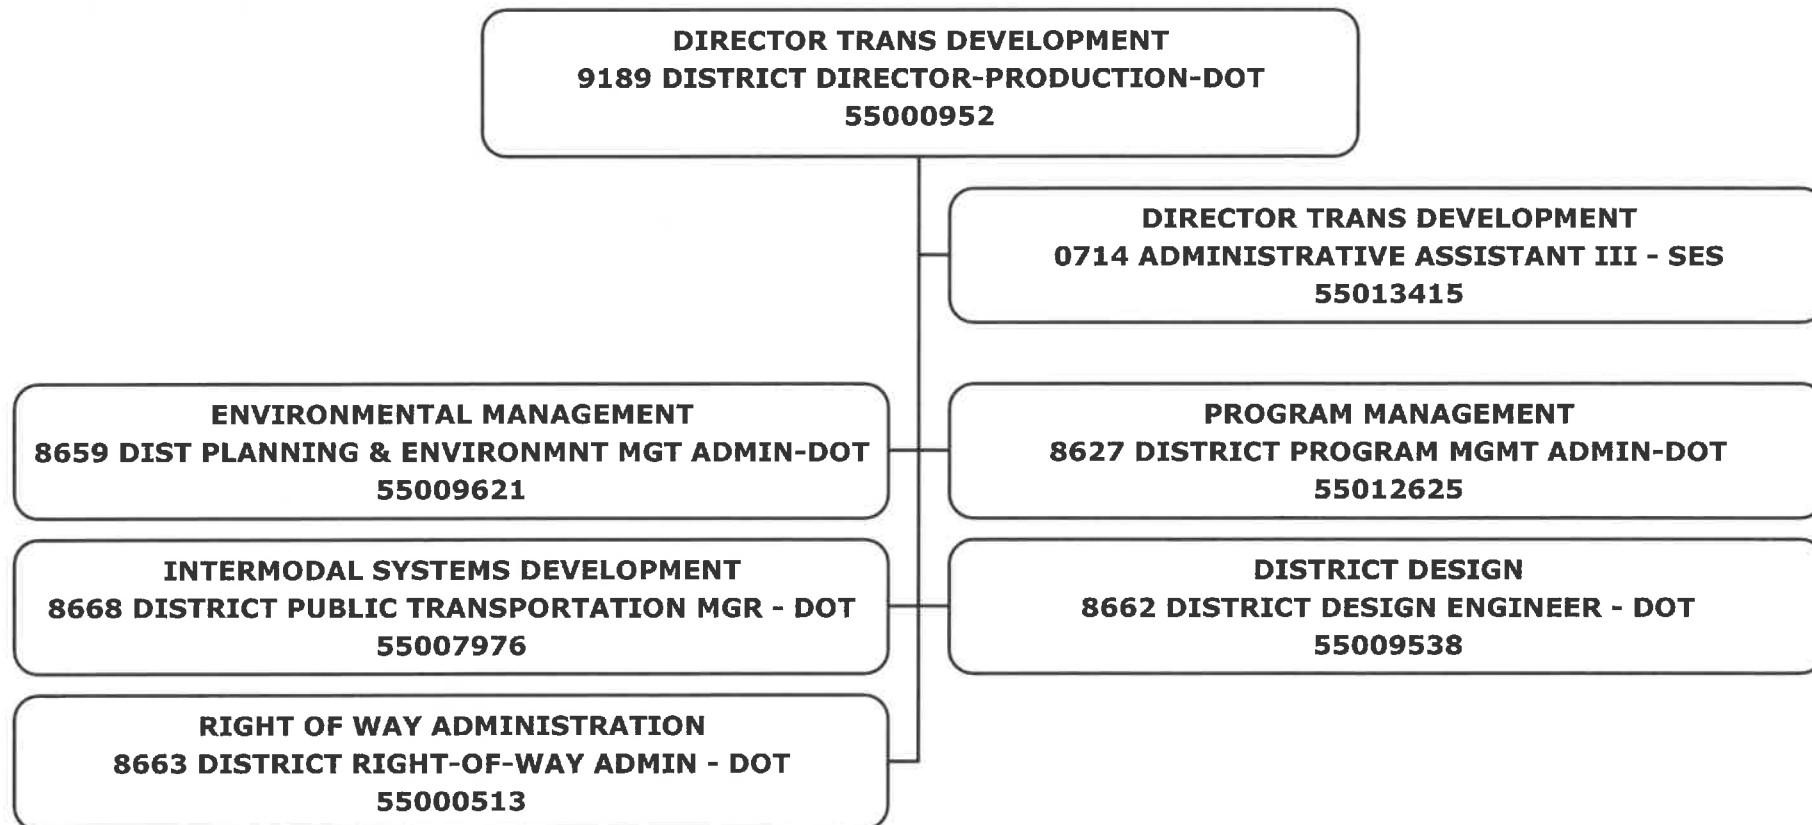 DIRECTOR TRANS DEVELOPMENT
9189 DISTRICT DIRECTOR-PRODUCTION-DOT
55000952
DIRECTOR TRANS DEVELOPMENT
0714 ADMINISTRATIVE ASSISTANT III - SES
55013415
ENVIRONMENTAL MANAGEMENT
8659 DIST PLANNING & ENVIRONMNT MGT ADMIN-DOT
55009621
PROGRAM MANAGEMENT
8627 DISTRICT PROGRAM MGMT ADMIN-DOT
55012625
INTERMODAL SYSTEMS DEVELOPMENT
8668 DISTRICT PUBLIC TRANSPORTATION MGR - DOT
55007976
DISTRICT DESIGN
8662 DISTRICT DESIGN ENGINEER - DOT
55009538
RIGHT OF WAY ADMINISTRATION
8663 DISTRICT RIGHT-OF-WAY ADMIN - DOT
55000513